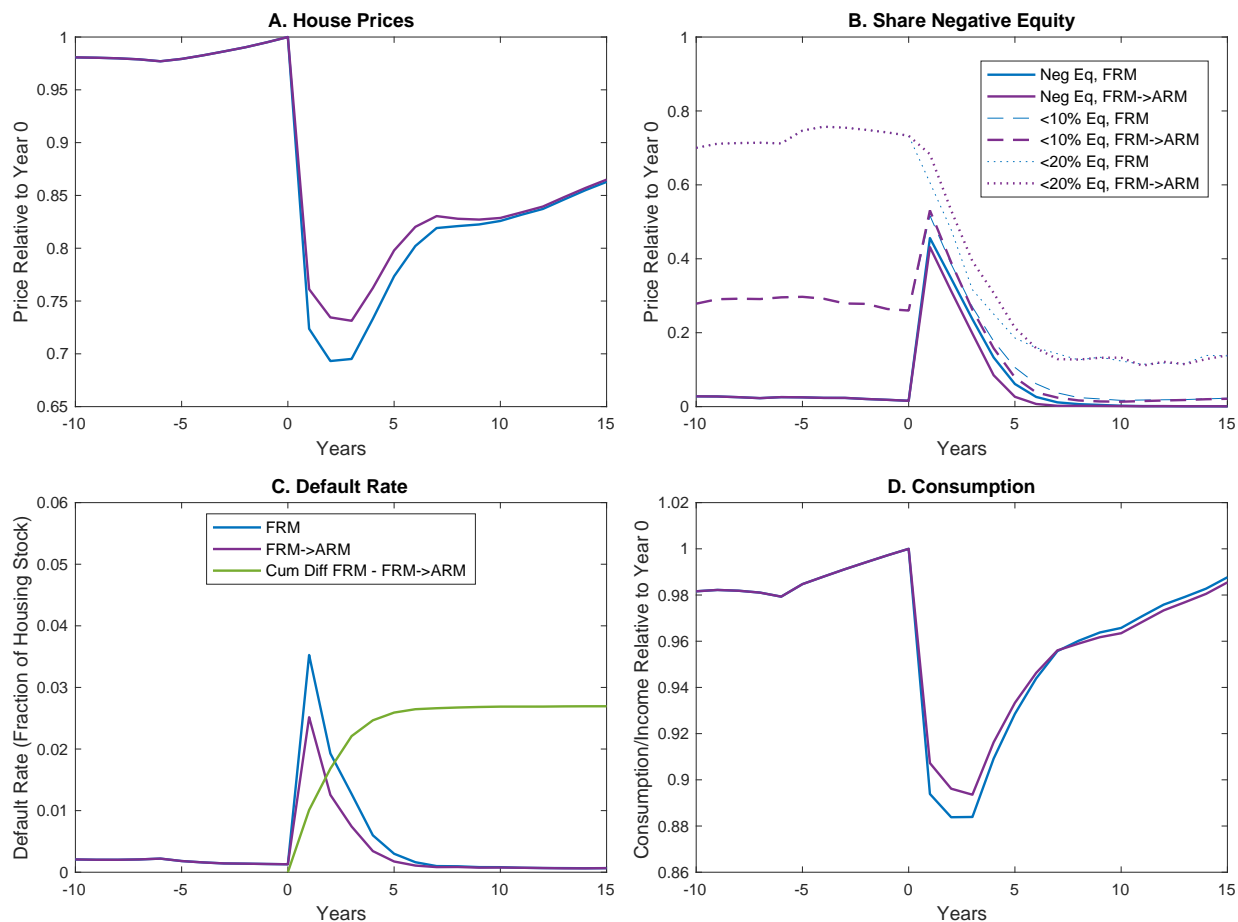 A. House Prices
Price Relative to Year 0
1
0.95
0.9
0.85
0.8
0.75
0.7
0.65
-10
-5
0
5
10
15
Years
B. Share Negative Equity
Price Relative to Year 0
1
0.8
0.6
0.4
0.2
0
-10
-5
0
5
10
15
Years
Neg Eq, FRM
Neg Eq, FRM->ARM
<10% Eq, FRM
<10% Eq, FRM->ARM
<20% Eq, FRM
<20% Eq, FRM->ARM
C. Default Rate
Default Rate (Fraction of Housing Stock)
0.06
0.05
0.04
0.03
0.02
0.01
0
-10
-5
0
5
10
15
Years
FRM
FRM->ARM
Cum Diff FRM - FRM->ARM
D. Consumption
Consumption/Income Relative to Year 0
1.02
1
0.98
0.96
0.94
0.92
0.9
0.88
0.86
-10
-5
0
5
10
15
Years